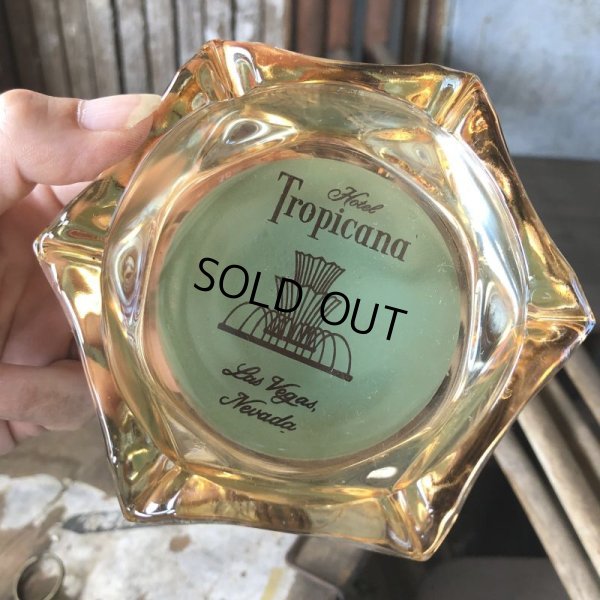 Hotel
Tropicana
SOLD OUT
Las Vegas,
Nevada